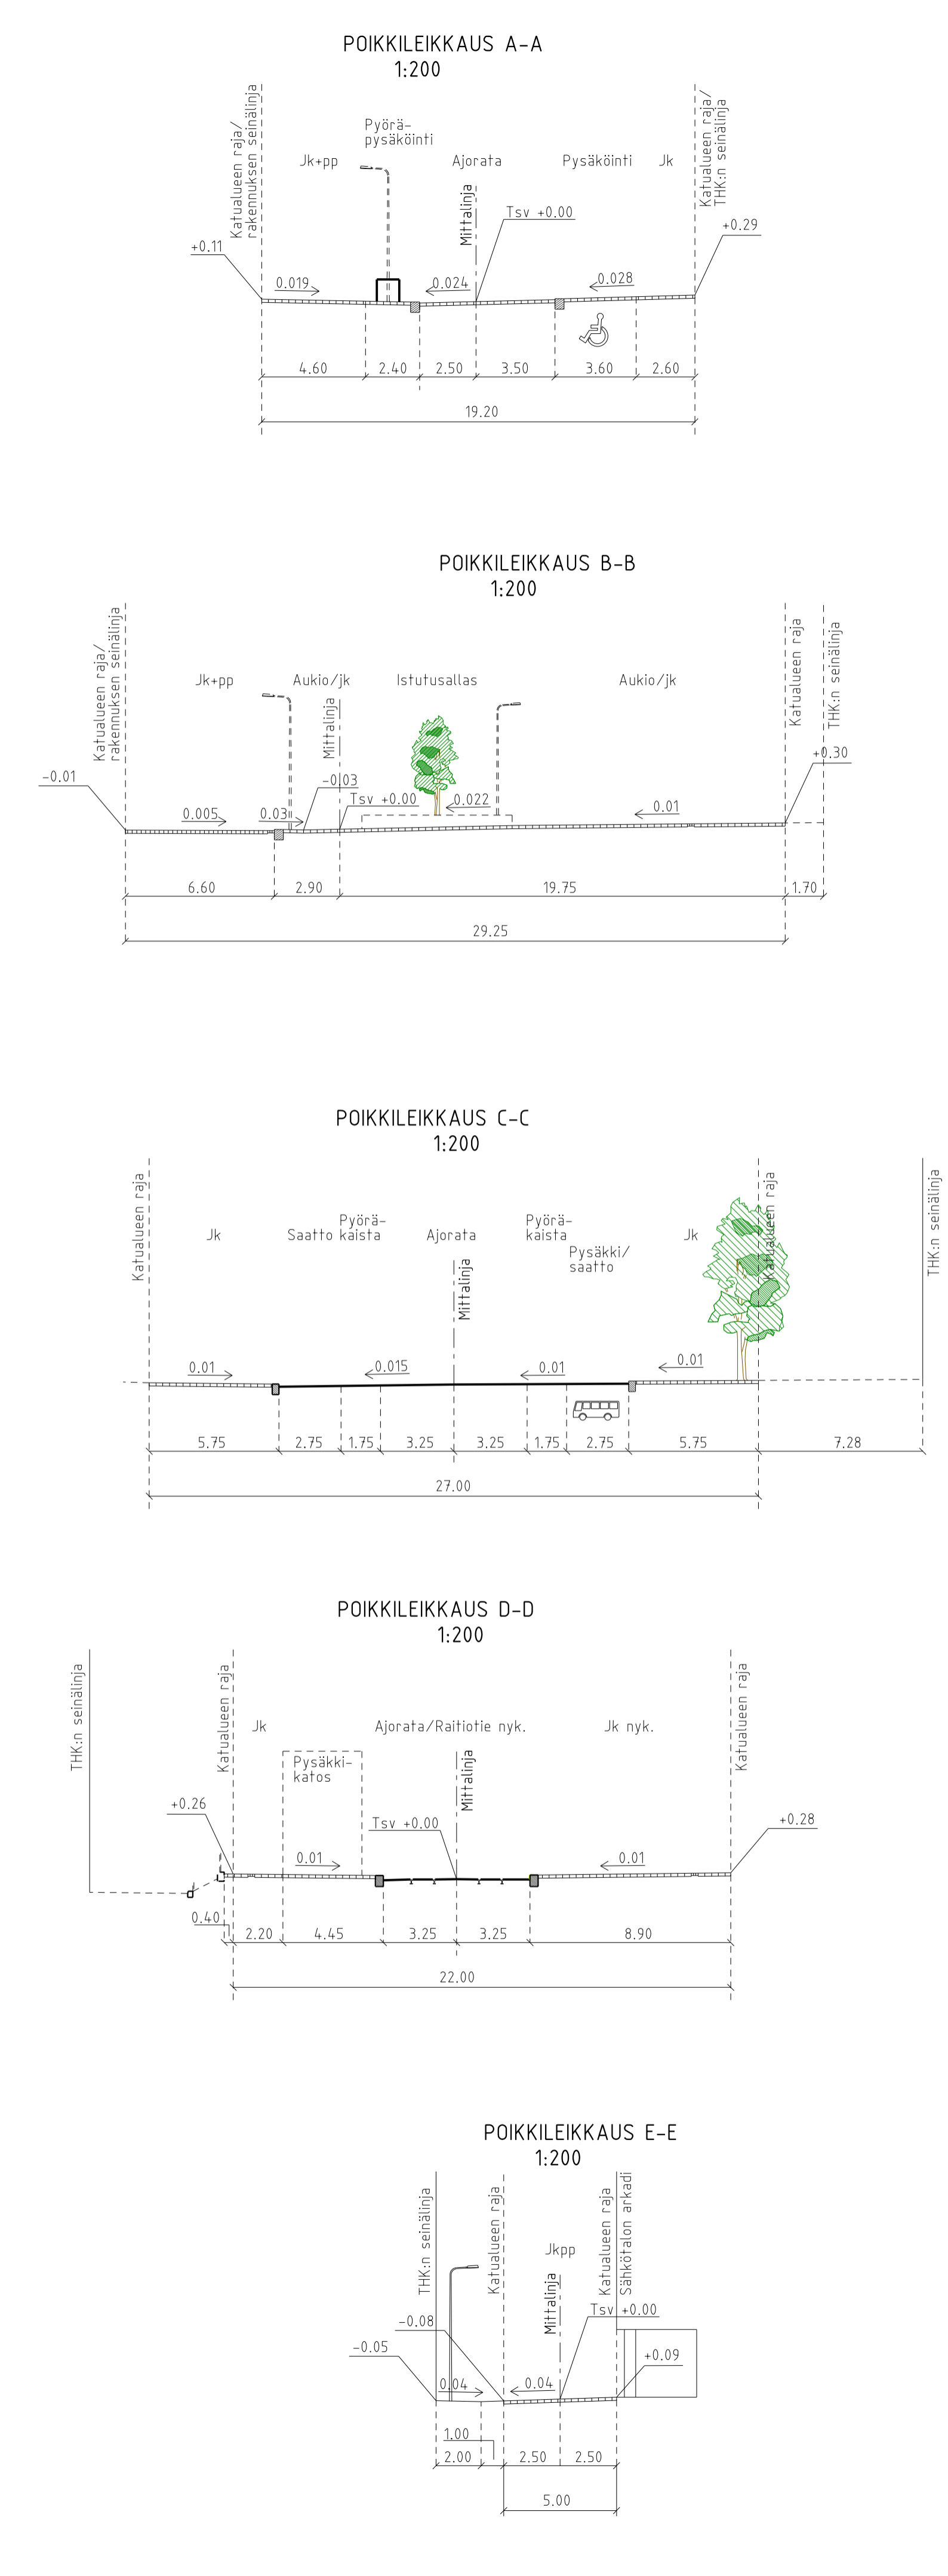 POIKKILEIKKAUS A-A
1:200
Katualueen raja/
rakennuksen seinälinja
Jk+pp
Pyörä-
pysäköinti
Ajorata
Mittalinja
Pysäköinti
Jk
Katualueen raja/
THK:n seinälinja
Tsv +0.00
+0.11
+0.29
0.019
0.024
0.028
4.60
2.40
2.50
3.50
3.60
2.60
19.20
POIKKILEIKKAUS B-B
1:200
Katualueen raja/
rakennuksen seinälinja
Jk+pp
Aukio/jk
Mittalinja
Istutusallas
Aukio/jk
Katualueen raja
THK:n seinälinja
-0.01
-0.03
Tsv +0.00
+0.30
0.005
0.03
0.022
0.01
6.60
2.90
19.75
1.70
29.25
POIKKILEIKKAUS C-C
1:200
Katualueen raja
Jk
Saatto
Pyörä-
kaista
Ajorata
Mittalinja
Pyörä-
kaista
Pysäkki/
saatto
Jk
Katualueen raja
THK:n seinälinja
0.01
0.015
0.01
0.01
5.75
2.75
1.75
3.25
3.25
1.75
2.75
5.75
7.28
27.00
POIKKILEIKKAUS D-D
1:200
THK:n seinälinja
Katualueen raja
Jk
Pysäkki-
katos
Ajorata/Raitiotie nyk.
Mittalinja
Jk nyk.
Katualueen raja
+0.26
Tsv +0.00
+0.28
0.01
0.01
0.40
2.20
4.45
3.25
3.25
8.90
22.00
POIKKILEIKKAUS E-E
1:200
THK:n seinälinja
Katualueen raja
Jkpp
Mittalinja
Katualueen raja
Sähkötalon arkadi
Tsv +0.00
-0.08
-0.05
+0.09
0.04
0.04
1.00
2.00
2.50
2.50
5.00